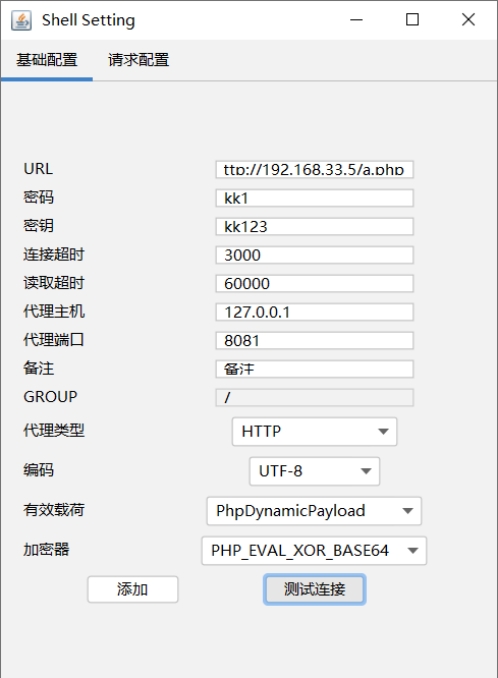 Shell Setting
基础配置 请求配置
URL ttp://192.168.33.5/a.php
密码 kk1
密钥 kk123
连接超时 3000
读取超时 60000
代理主机 127.0.0.1
代理端口 8081
备注 备注
GROUP /
代理类型 HTTP
编码 UTF-8
有效载荷 PhpDynamicPayload
加密器 PHP_EVAL_XOR_BASE64
添加 测试连接